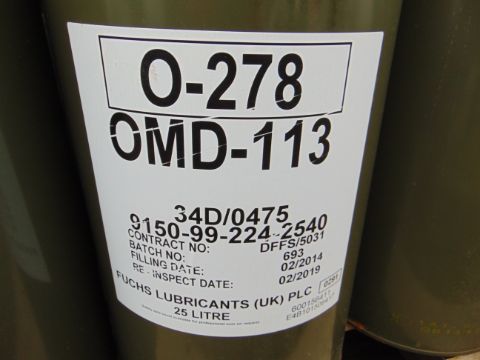 O-278
OMD-113
34D/0475
9150-99-224-2540
CONTRACT NO: DFFS/5031
BATCH NO: 693
FILLING DATE: 02/2014
RE-INSPECT DATE: 02/2019
FUCHS LUBRICANTS (UK) PLC
25 LITRE